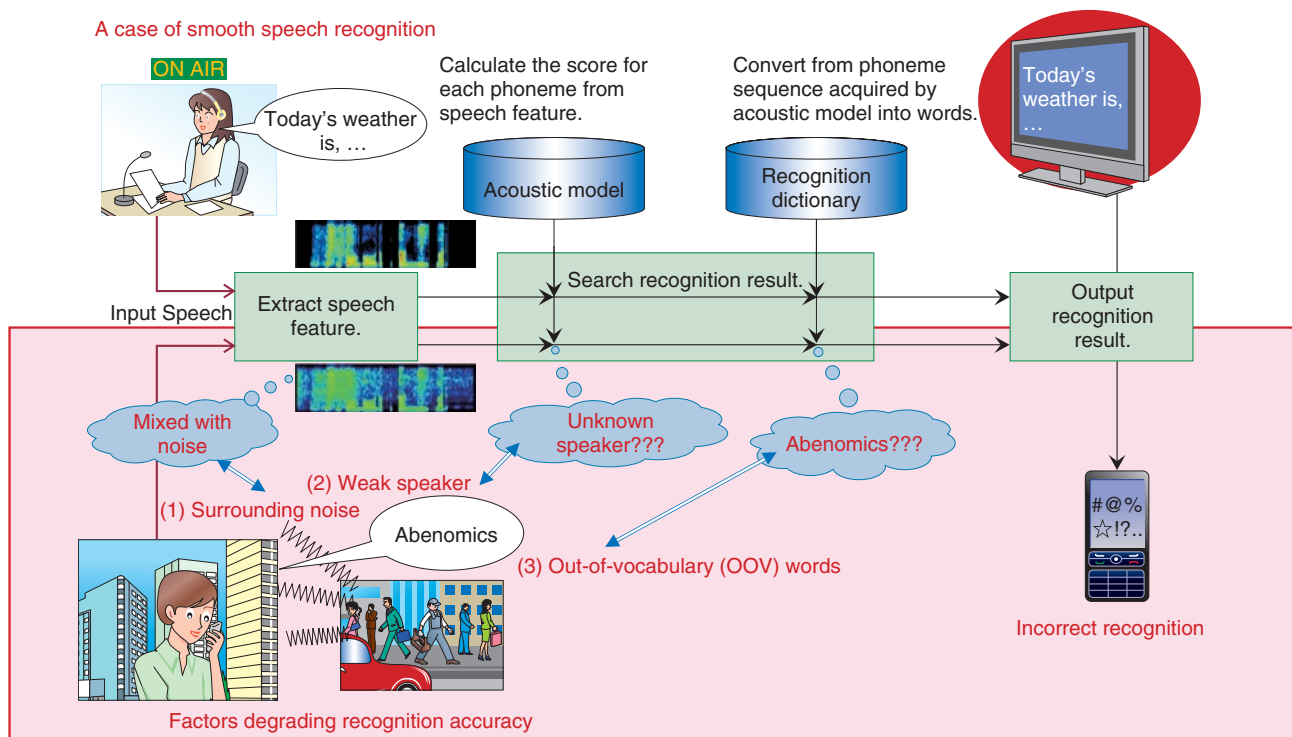 A case of smooth speech recognition
ON AIR
Today's weather
is, …
Calculate the score for
each phoneme from
speech feature.
Acoustic model
Convert from phoneme
sequence acquired by
acoustic model into words.
Recognition
dictionary
Today's
weather is,
…
Input Speech
Extract speech
feature.
Search recognition result.
Output
recognition
result.
Mixed with
noise
Unknown
speaker???
Abenomics???
(2) Weak speaker
(1) Surrounding noise
Abenomics
(3) Out-of-vocabulary (OOV) words
#@%
☆!?..
Incorrect recognition
Factors degrading recognition accuracy